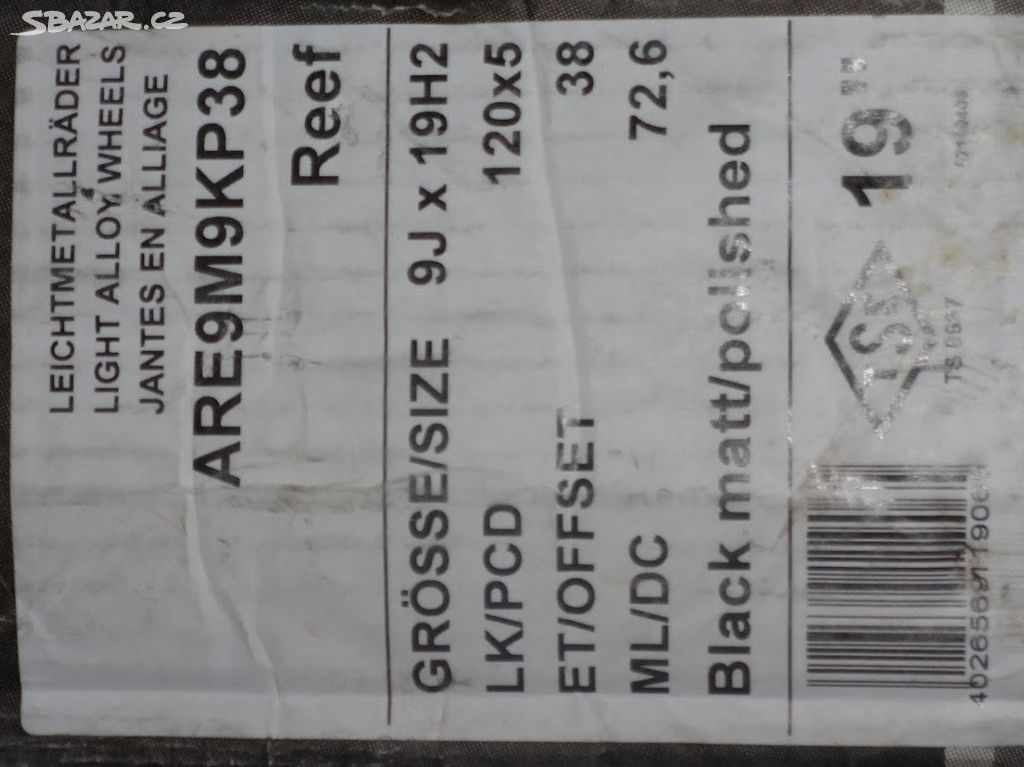 SBAZAR.CZ
LEICHTMETALLRÄDER
LIGHT ALLOY WHEELS
JANTES EN ALLIAGE
ARE9M9KP38
Reef
GRÖSSE/SIZE 9J x 19H2
LK/PCD 120x5
ET/OFFSET 38
ML/DC 72,6
Black matt/polished
TSE
19"